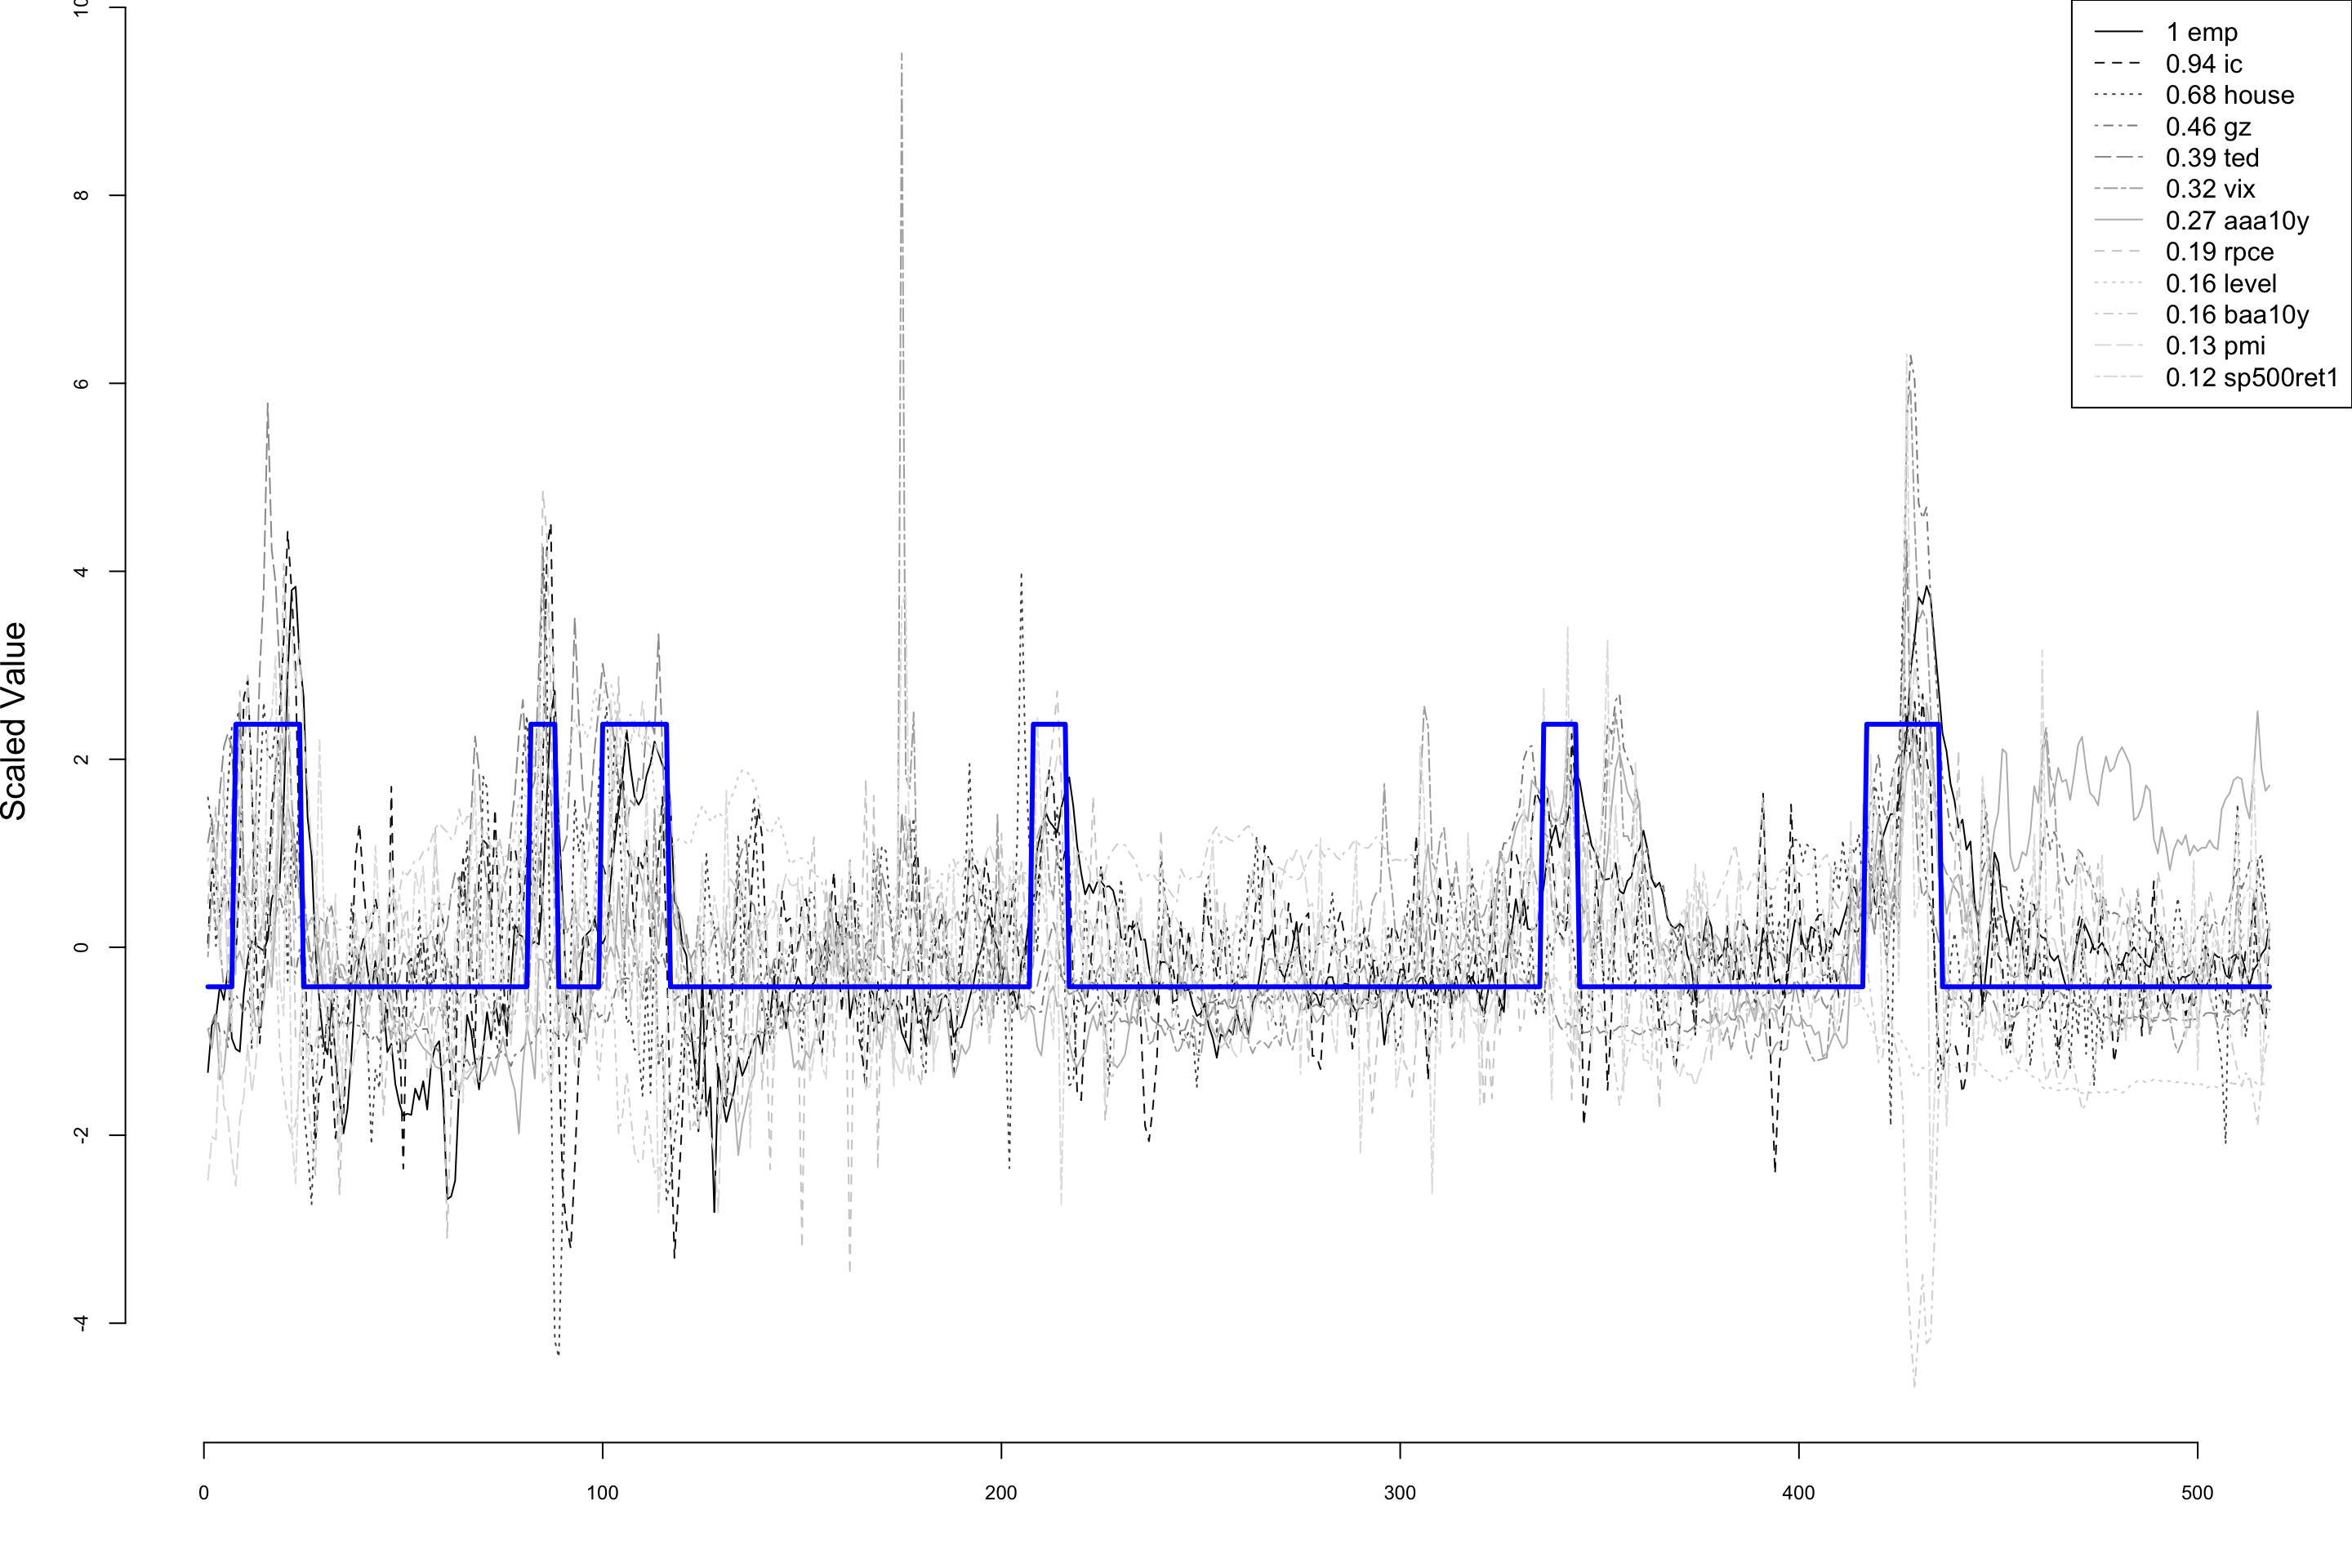 10
8
6
4
2
0
-2
-4
Scaled Value
0 100 200 300 400 500
1 emp
0.94 ic
0.68 house
0.46 gz
0.39 ted
0.32 vix
0.27 aaa10y
0.19 rpce
0.16 level
0.16 baa10y
0.13 pmi
0.12 sp500ret1